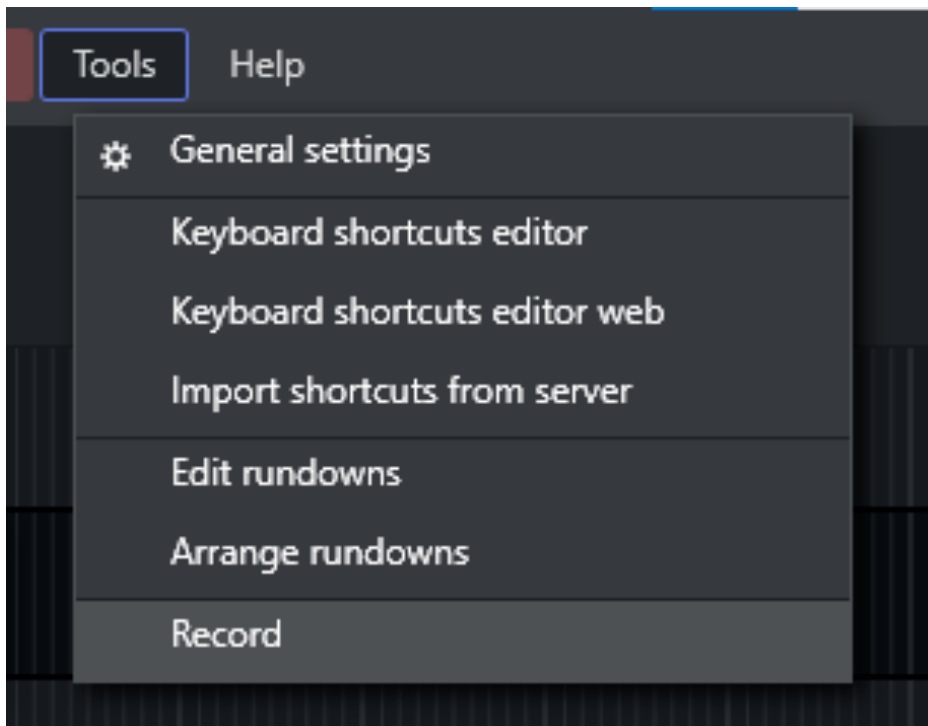 Tools Help
General settings
Keyboard shortcuts editor
Keyboard shortcuts editor web
Import shortcuts from server
Edit rundowns
Arrange rundowns
Record